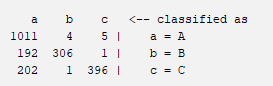 a b c <-- classified as
1011 4 5 | a = A
192 306 1 | b = B
202 1 396 | c = C